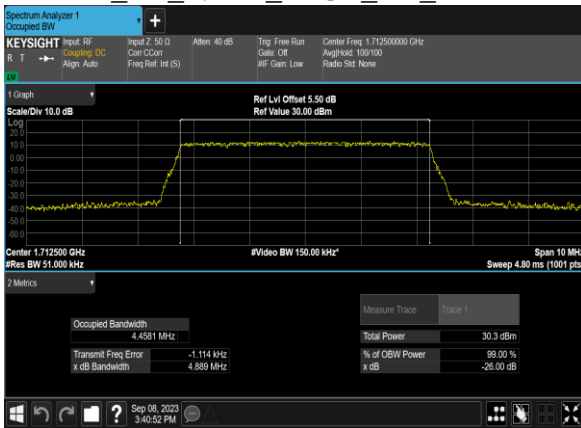 Spectrum Analyzer 1
Occupied BW
+
KEYSIGHT Input: RF Input Z: 50 Ω Atten: 40 dB Trig: Free Run Center Freq: 1.712500000 GHz
R T Coupling: DC Corr CCorr Gate: Off Avg|Hold: 100/100
Align: Auto Freq Ref: Int (S) #IF Gain: Low Radio Std: None
1 Graph
Ref Lvl Offset 5.50 dB
Scale/Div 10.0 dB Ref Value 30.00 dBm
Log
20.0
10.0
0.00
-10.0
-20.0
-30.0
-40.0
-50.0
-60.0
Center 1.712500 GHz #Video BW 150.00 kHz* Span 10 MHz
#Res BW 51.000 kHz Sweep 4.80 ms (1001 pts
2 Metrics
Measure Trace Trace 1
Occupied Bandwidth
4.4581 MHz Total Power 30.3 dBm
Transmit Freq Error -1.114 kHz % of OBW Power 99.00 %
x dB Bandwidth 4.889 MHz x dB -26.00 dB
? Sep 08, 2023
3:40:52 PM